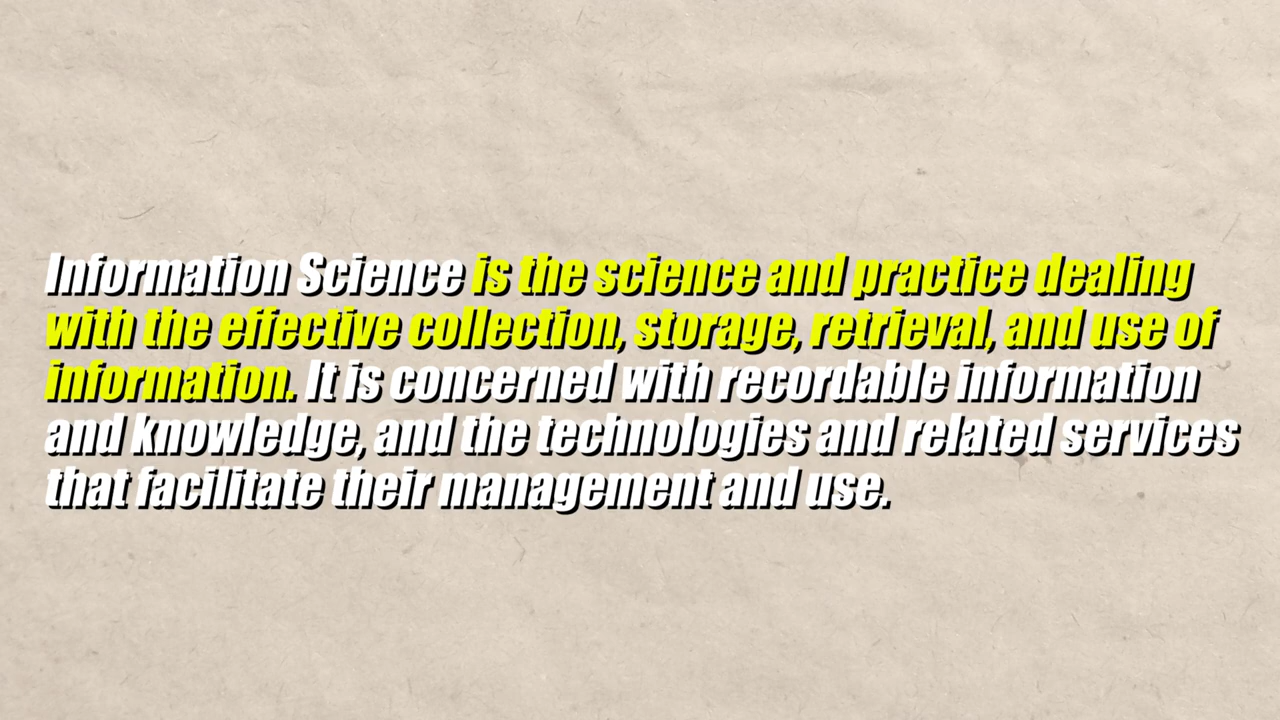 Information Science is the science and practice dealing
with the effective collection, storage, retrieval, and use of
information. It is concerned with recordable information
and knowledge, and the technologies and related services
that facilitate their management and use.